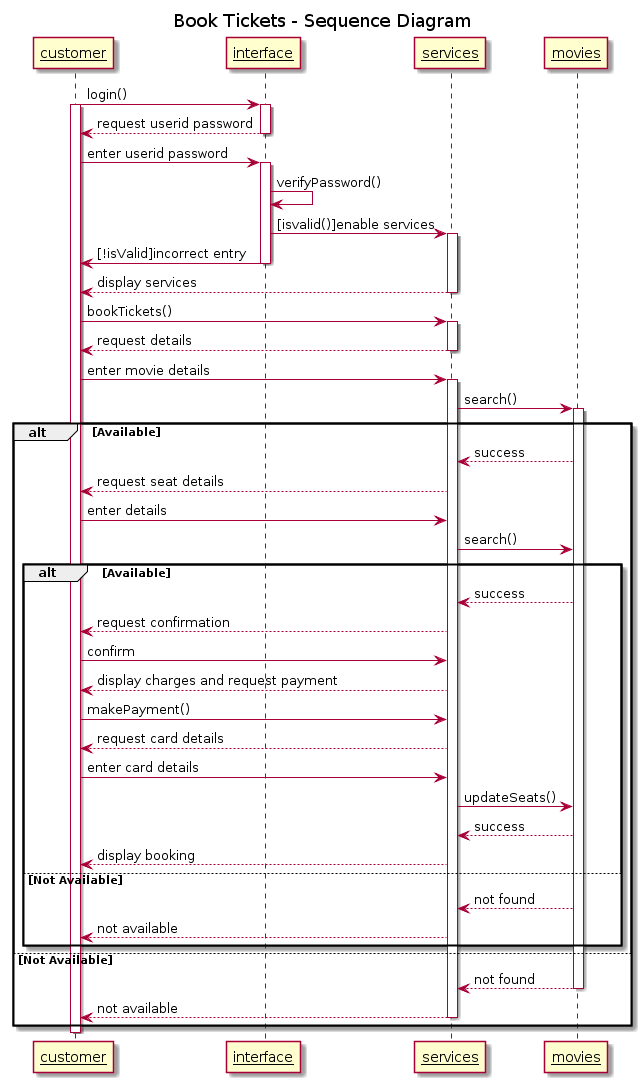 Book Tickets - Sequence Diagram
customer interface services movies
login()
request userid password
enter userid password
verifyPassword()
[isvalid()]enable services
[!isValid]incorrect entry
display services
bookTickets()
request details
enter movie details
search()
alt [Available]
success
request seat details
enter details
search()
alt [Available]
success
request confirmation
confirm
display charges and request payment
makePayment()
request card details
enter card details
updateSeats()
success
display booking
[Not Available]
not found
not available
[Not Available]
not found
not available
customer interface services movies